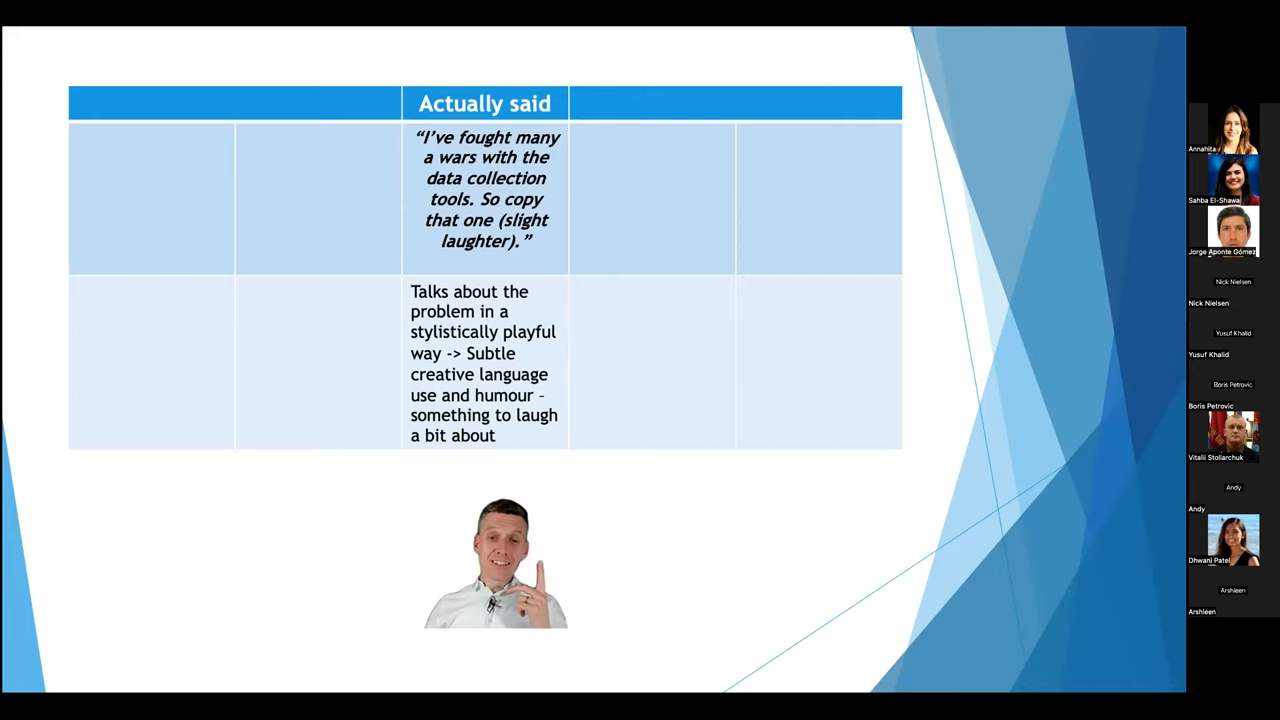 Actually said
“I’ve fought many
a wars with the
data collection
tools. So copy
that one (slight
laughter).”
Talks about the
problem in a
stylistically playful
way -> Subtle
creative language
use and humour –
something to laugh
a bit about
Annahita
Sahba El-Shawa
Jorge Aponte Gómez
Nick Nielsen
Nick Nielsen
Yusuf Khalid
Yusuf Khalid
Boris Petrovic
Boris Petrovic
Vitalii Stoliarchuk
Andy
Andy
Dhwani Patel
Arshleen
Arshleen